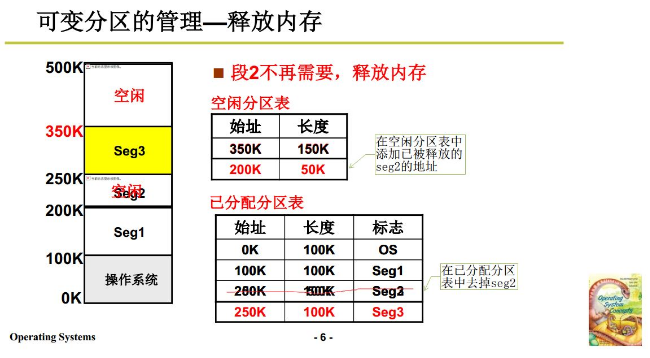 可变分区的管理—释放内存
500K
空闲
350K
Seg3
250K
空闲
Seg2
200K
Seg1
100K
操作系统
0K
段2不再需要，释放内存
空闲分区表
始址 长度
350K 150K
200K 50K
在空闲分区表中
添加已被释放的
seg2的地址
已分配分区表
始址 长度 标志
0K 100K OS
100K 100K Seg1
250K 100K Seg3
在已分配分区
表中去掉seg2
Operating Systems
- 6 -
Operating
System
Concepts